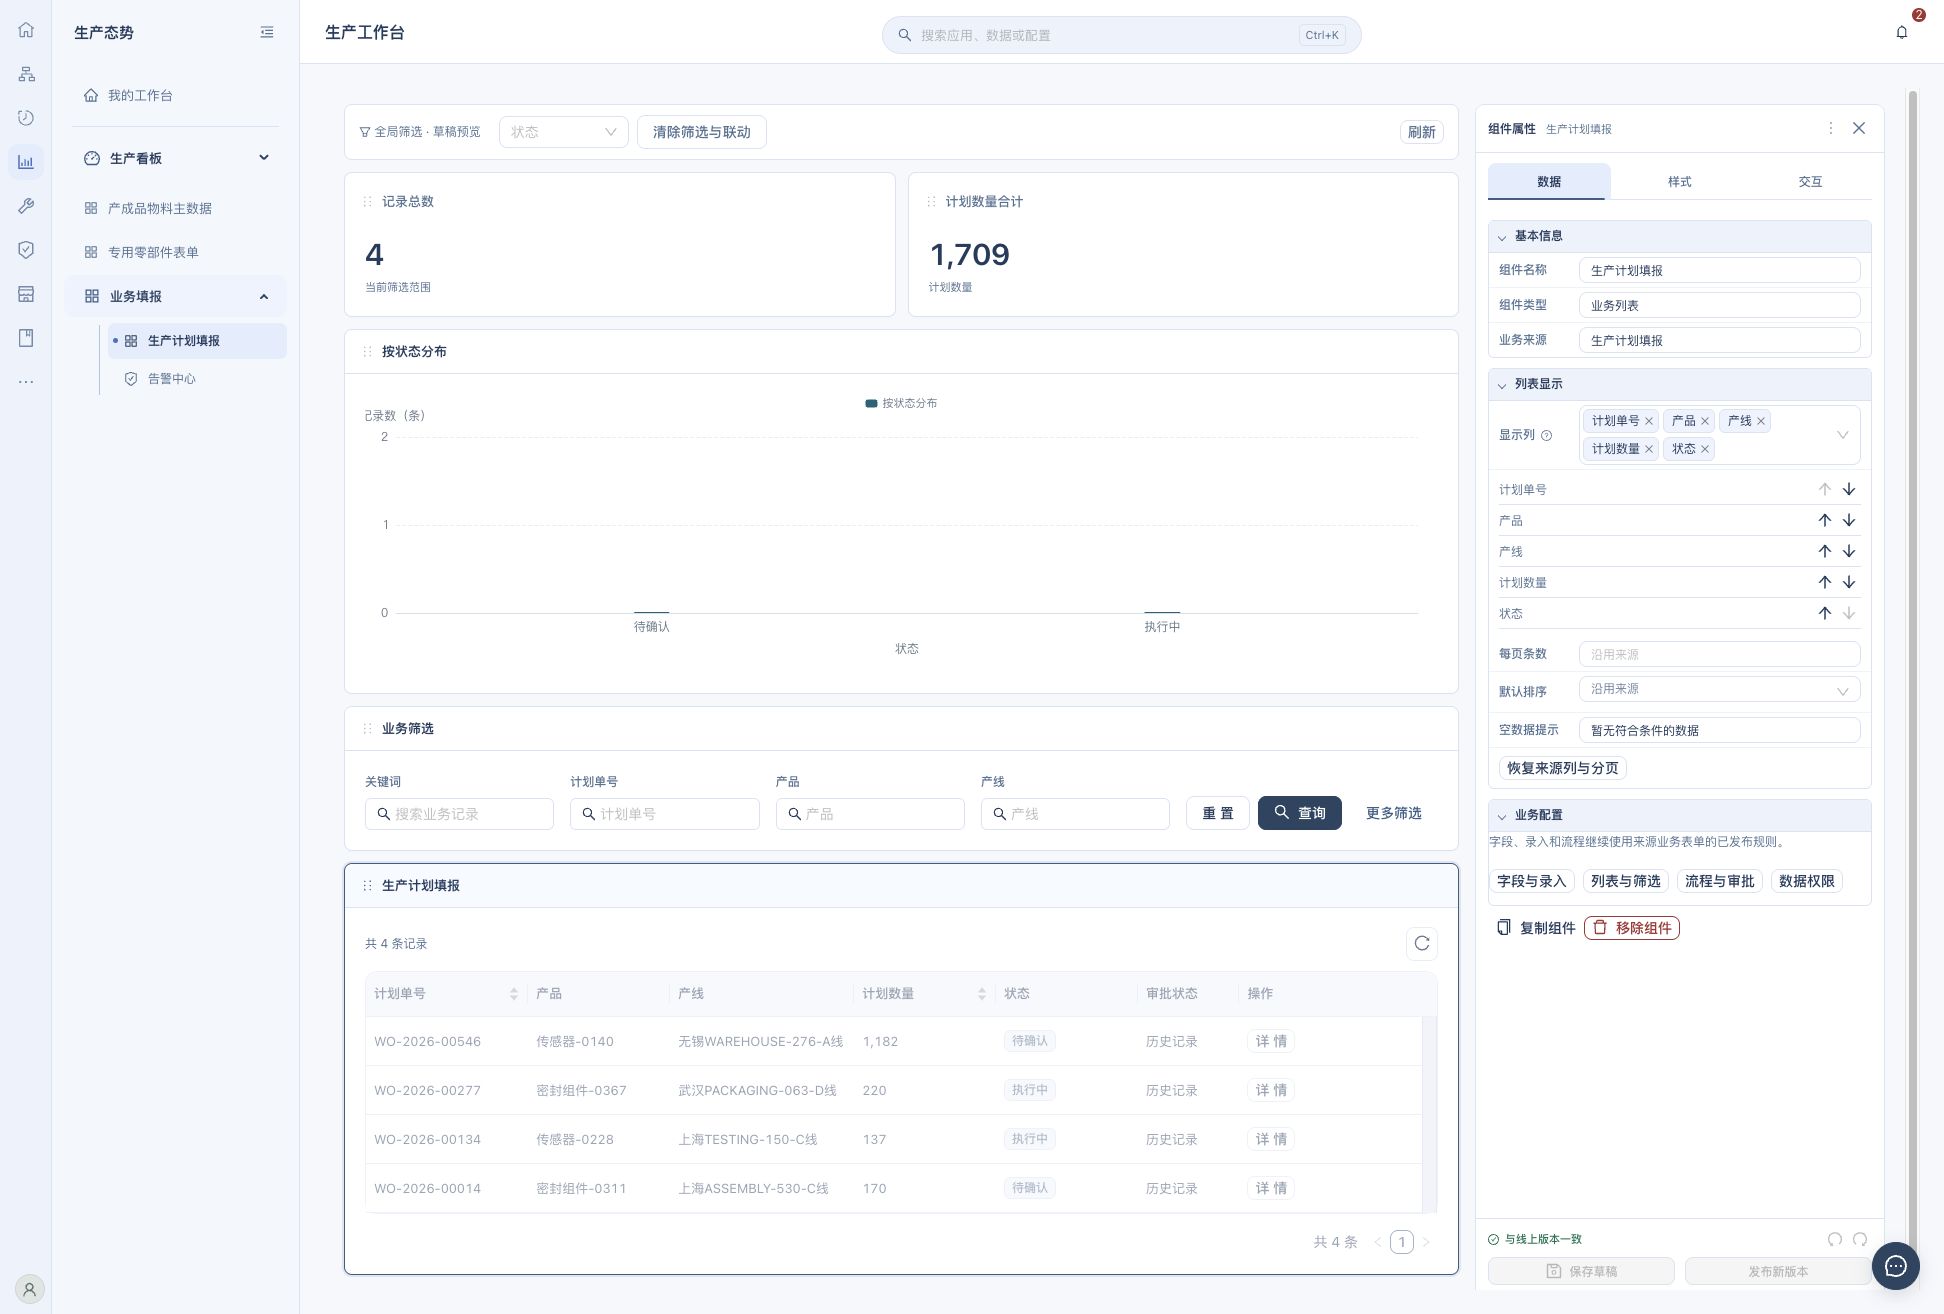 生产态势
我的工作台
生产看板
产成品物料主数据
专用零部件表单
业务填报
生产计划填报
告警中心
生产工作台
搜索应用、数据或配置
Ctrl+K
2
全局筛选 · 草稿预览
状态
清除筛选与联动
刷新
记录总数
4
当前筛选范围
计划数量合计
1,709
计划数量
按状态分布
按状态分布
记录数（条）
2
1
0
待确认
执行中
状态
业务筛选
关键词
计划单号
产品
产线
搜索业务记录
计划单号
产品
产线
重 置
查询
更多筛选
生产计划填报
共 4 条记录
计划单号 产品 产线 计划数量 状态 审批状态 操作
WO-2026-00546 传感器-0140 无锡WAREHOUSE-276-A线 1,182 待确认 历史记录 详 情
WO-2026-00277 密封组件-0367 武汉PACKAGING-063-D线 220 执行中 历史记录 详 情
WO-2026-00134 传感器-0228 上海TESTING-150-C线 137 执行中 历史记录 详 情
WO-2026-00014 密封组件-0311 上海ASSEMBLY-530-C线 170 待确认 历史记录 详 情
共 4 条
1
组件属性 生产计划填报
数据 样式 交互
基本信息
组件名称 生产计划填报
组件类型 业务列表
业务来源 生产计划填报
列表显示
显示列
计划单号 产品 产线
计划数量 状态
计划单号
产品
产线
计划数量
状态
每页条数 沿用来源
默认排序 沿用来源
空数据提示 暂无符合条件的数据
恢复来源列与分页
业务配置
字段、录入和流程继续使用来源业务表单的已发布规则。
字段与录入 列表与筛选 流程与审批 数据权限
复制组件 移除组件
与线上版本一致
保存草稿 发布新版本